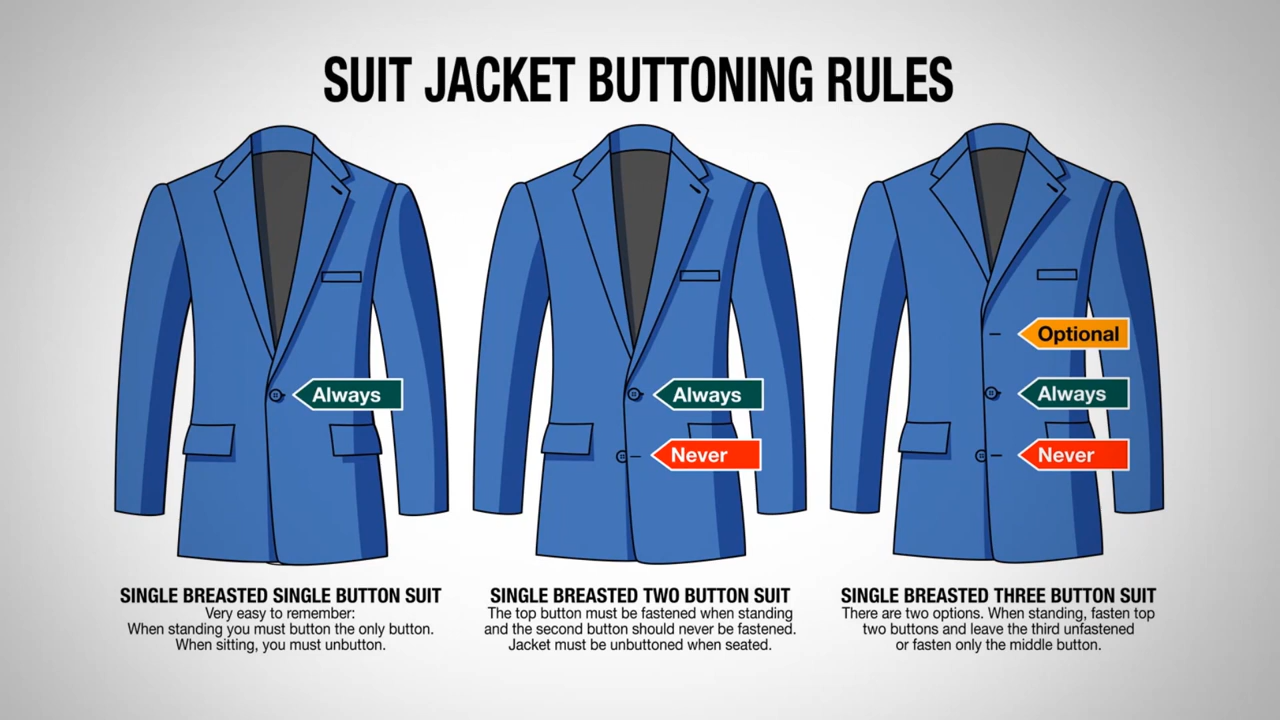 SUIT JACKET BUTTONING RULES
Always
Always
Never
Optional
Always
Never
SINGLE BREASTED SINGLE BUTTON SUIT
Very easy to remember:
When standing you must button the only button.
When sitting, you must unbutton.
SINGLE BREASTED TWO BUTTON SUIT
The top button must be fastened when standing
and the second button should never be fastened.
Jacket must be unbuttoned when seated.
SINGLE BREASTED THREE BUTTON SUIT
There are two options. When standing, fasten top
two buttons and leave the third unfastened
or fasten only the middle button.